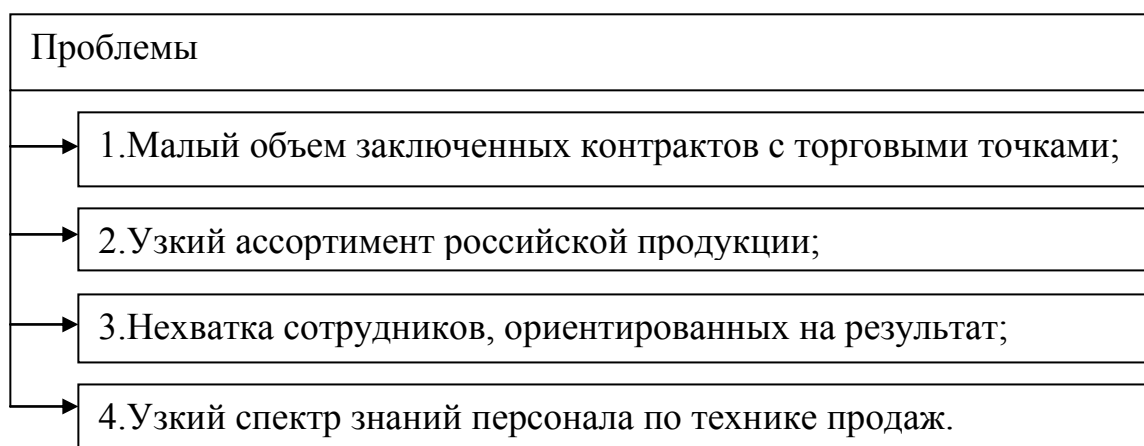 Проблемы
1.Малый объем заключенных контрактов с торговыми точками;
2.Узкий ассортимент российской продукции;
3.Нехватка сотрудников, ориентированных на результат;
4.Узкий спектр знаний персонала по технике продаж.